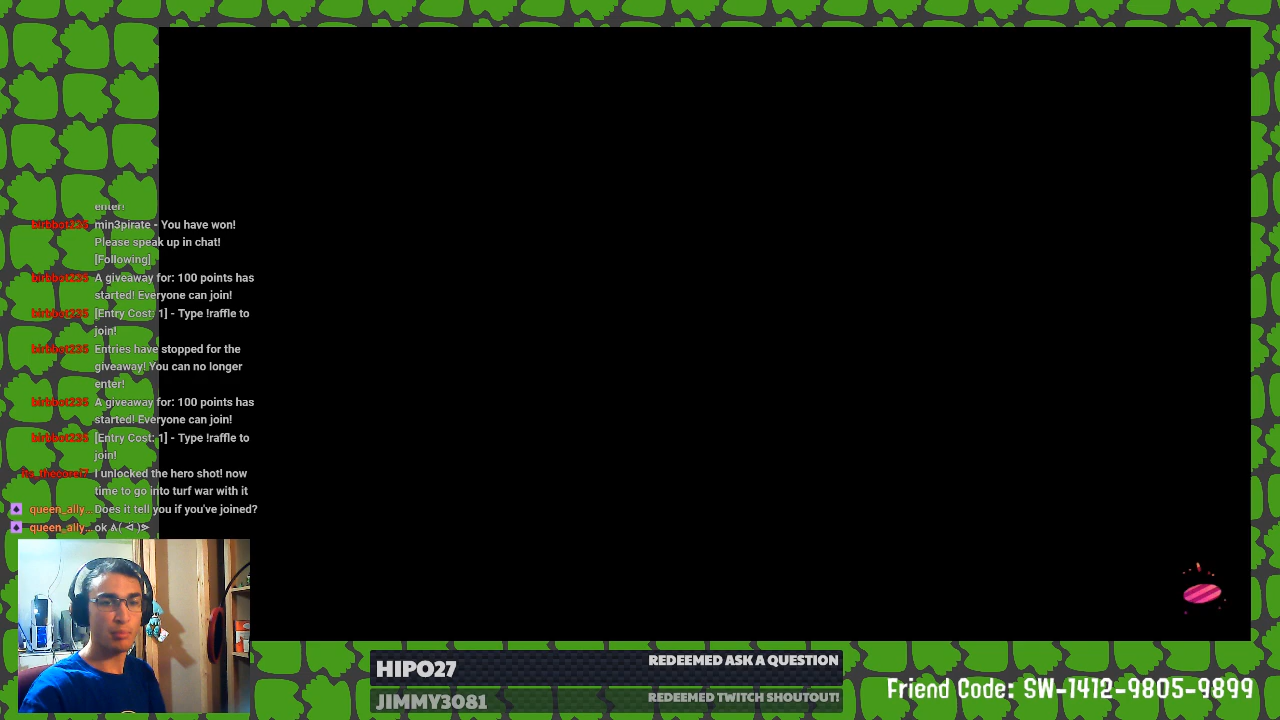 enter!
birbbot235 min3pirate - You have won!
Please speak up in chat!
[Following]
birbbot235 A giveaway for: 100 points has
started! Everyone can join!
birbbot235 [Entry Cost: 1] - Type !raffle to
join!
birbbot235 Entries have stopped for the
giveaway! You can no longer
enter!
birbbot235 A giveaway for: 100 points has
started! Everyone can join!
birbbot235 [Entry Cost: 1] - Type !raffle to
join!
I unlocked the hero shot! now
time to go into turf war with it
queen_ally... Does it tell you if you've joined?
queen_ally... ok
HIPO27
REDEEMED ASK A QUESTION
JIMMY3081
REDEEMED TWITCH SHOUTOUT!
Friend Code: SW-1412-9805-9899